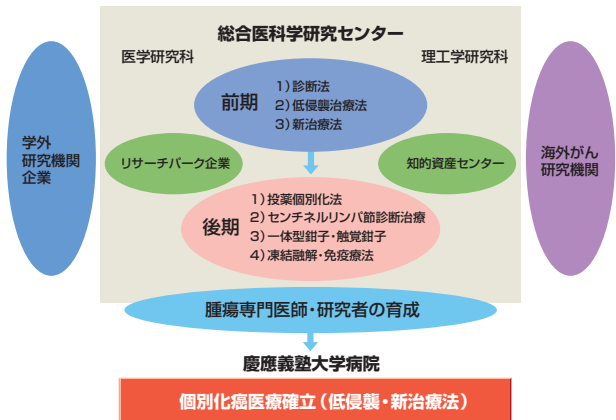 総合医科学研究センター
医学研究科
理工学研究科
前期
1)診断法
2)低侵襲治療法
3)新治療法
学外
研究機関
企業
リサーチパーク企業
知的資産センター
海外がん
研究機関
後期
1)投薬個別化法
2)センチネルリンパ節診断治療
3)一体型鉗子・触覚鉗子
4)凍結融解・免疫療法
腫瘍専門医師・研究者の育成
慶應義塾大学病院
個別化癌医療確立(低侵襲・新治療法)